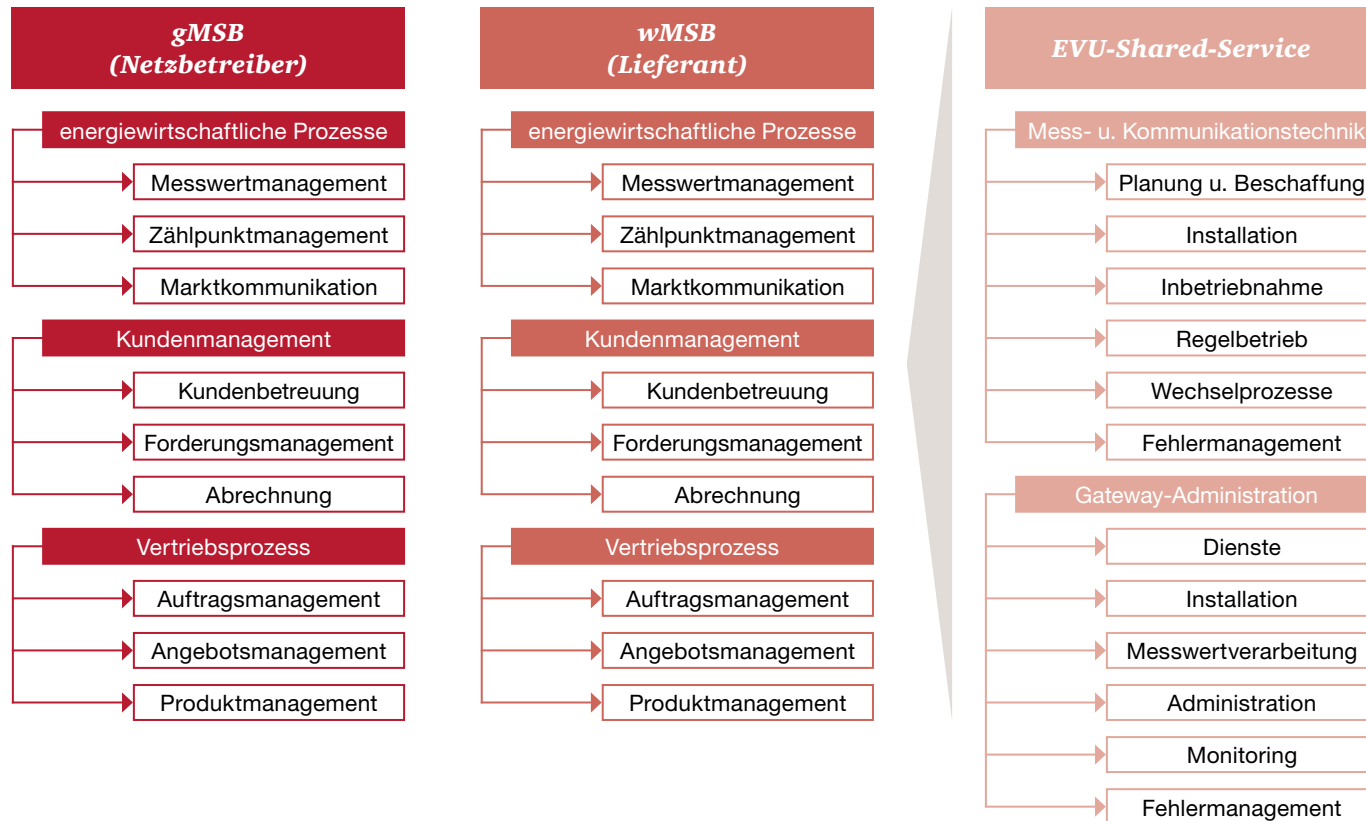 gMSB
(Netzbetreiber)
energiewirtschaftliche Prozesse
Messwertmanagement
Zählpunktmanagement
Marktkommunikation
Kundenmanagement
Kundenbetreuung
Forderungsmanagement
Abrechnung
Vertriebsprozess
Auftragsmanagement
Angebotsmanagement
Produktmanagement
wMSB
(Lieferant)
energiewirtschaftliche Prozesse
Messwertmanagement
Zählpunktmanagement
Marktkommunikation
Kundenmanagement
Kundenbetreuung
Forderungsmanagement
Abrechnung
Vertriebsprozess
Auftragsmanagement
Angebotsmanagement
Produktmanagement
EVU-Shared-Service
Mess- u. Kommunikationstechnik
Planung u. Beschaffung
Installation
Inbetriebnahme
Regelbetrieb
Wechselprozesse
Fehlermanagement
Gateway-Administration
Dienste
Installation
Messwertverarbeitung
Administration
Monitoring
Fehlermanagement